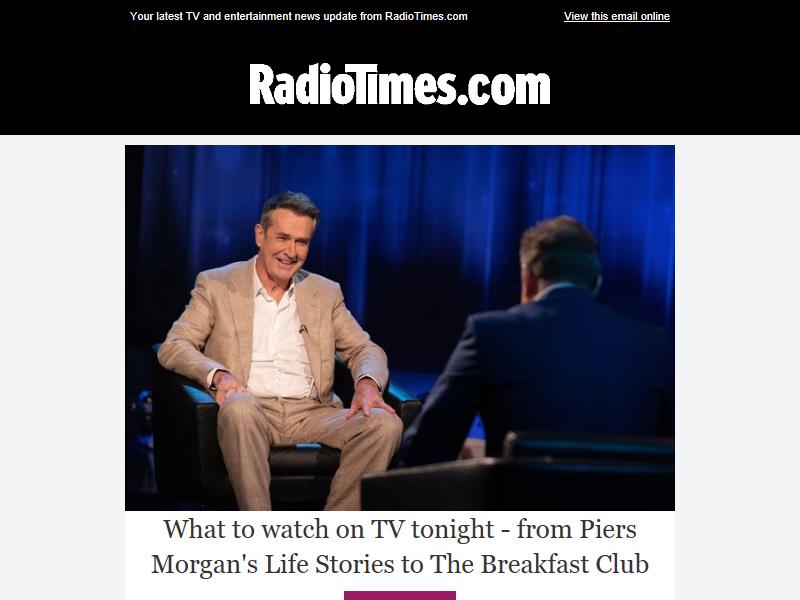 Your latest TV and entertainment news update from RadioTimes.com
View this email online
RadioTimes.com
What to watch on TV tonight - from Piers
Morgan's Life Stories to The Breakfast Club